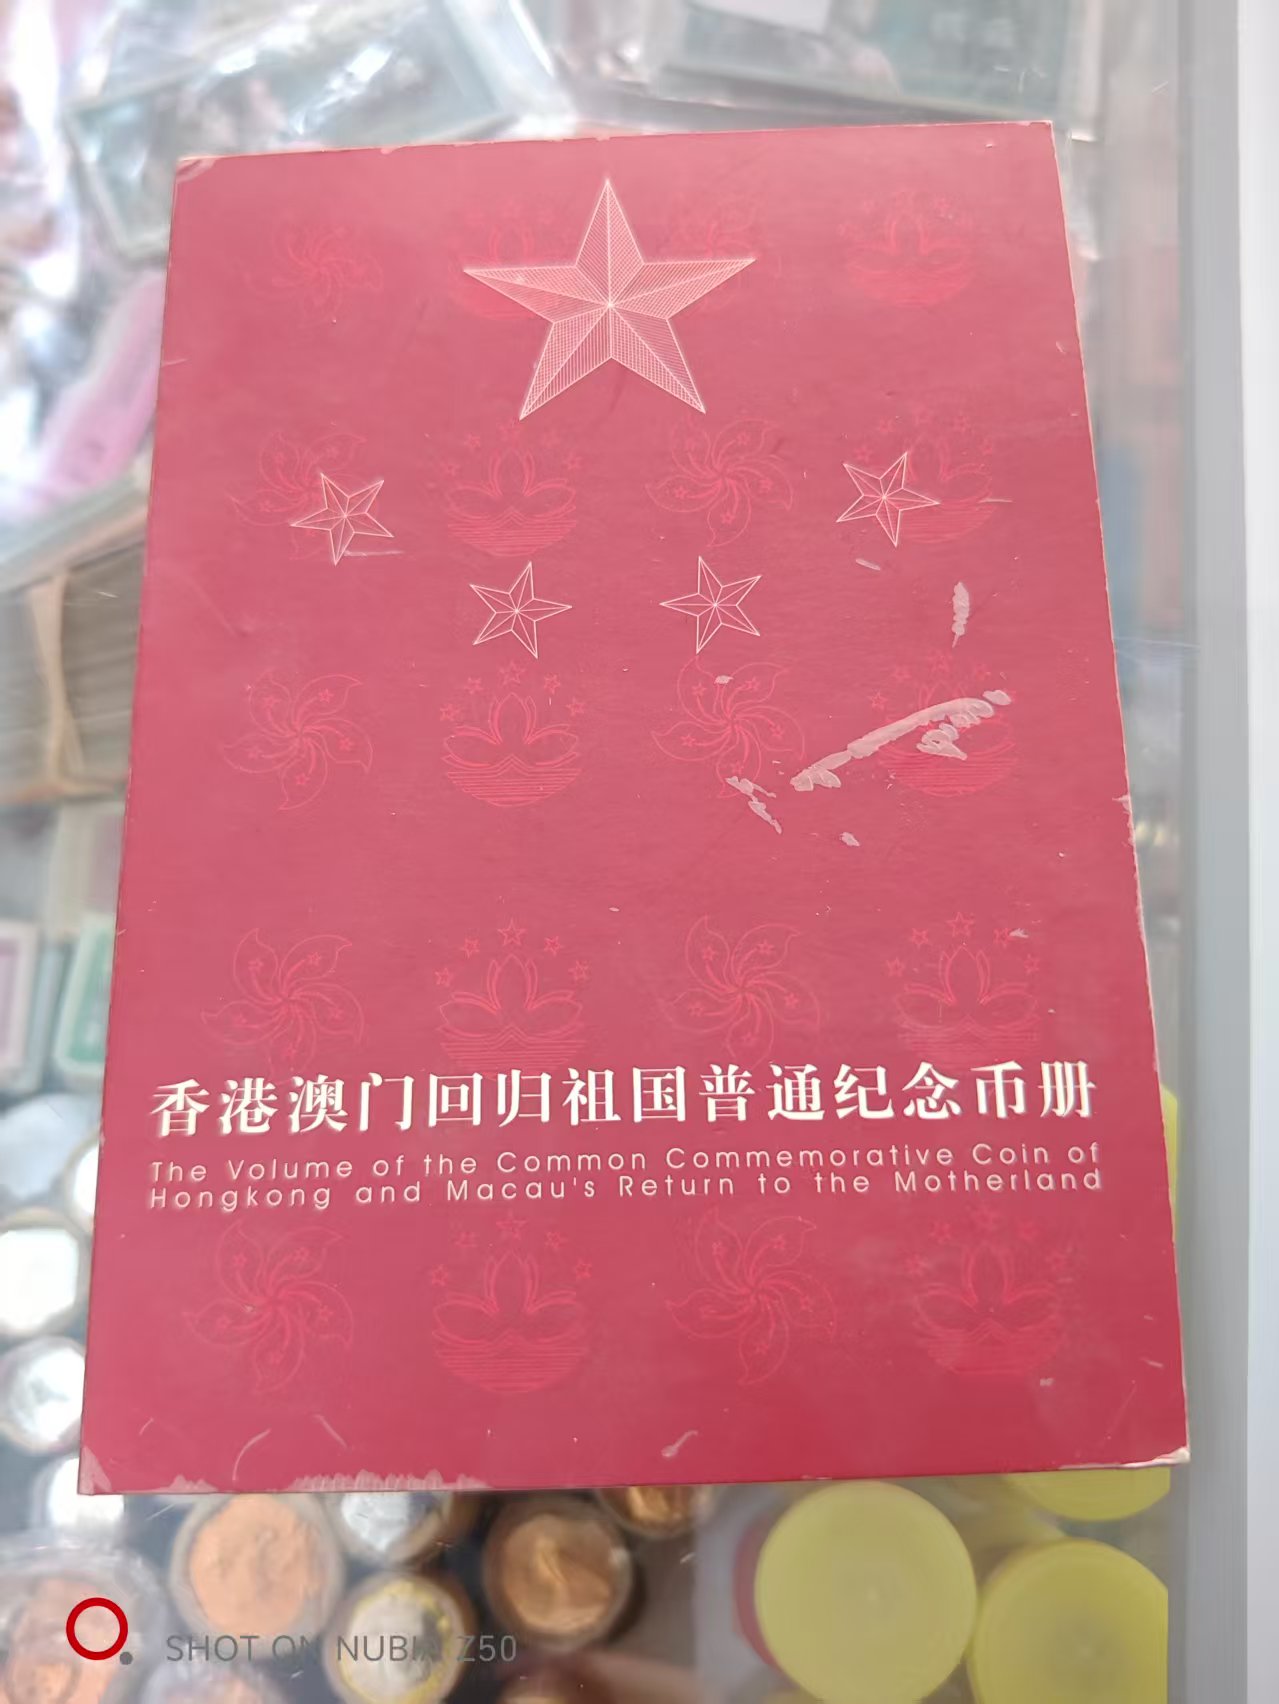 香港澳门回归祖国普通纪念币册
The Volume of the Common Commemorative Coin of
Hongkong and Macau's Return to the Motherland
SHOT ON NUBIA Z50